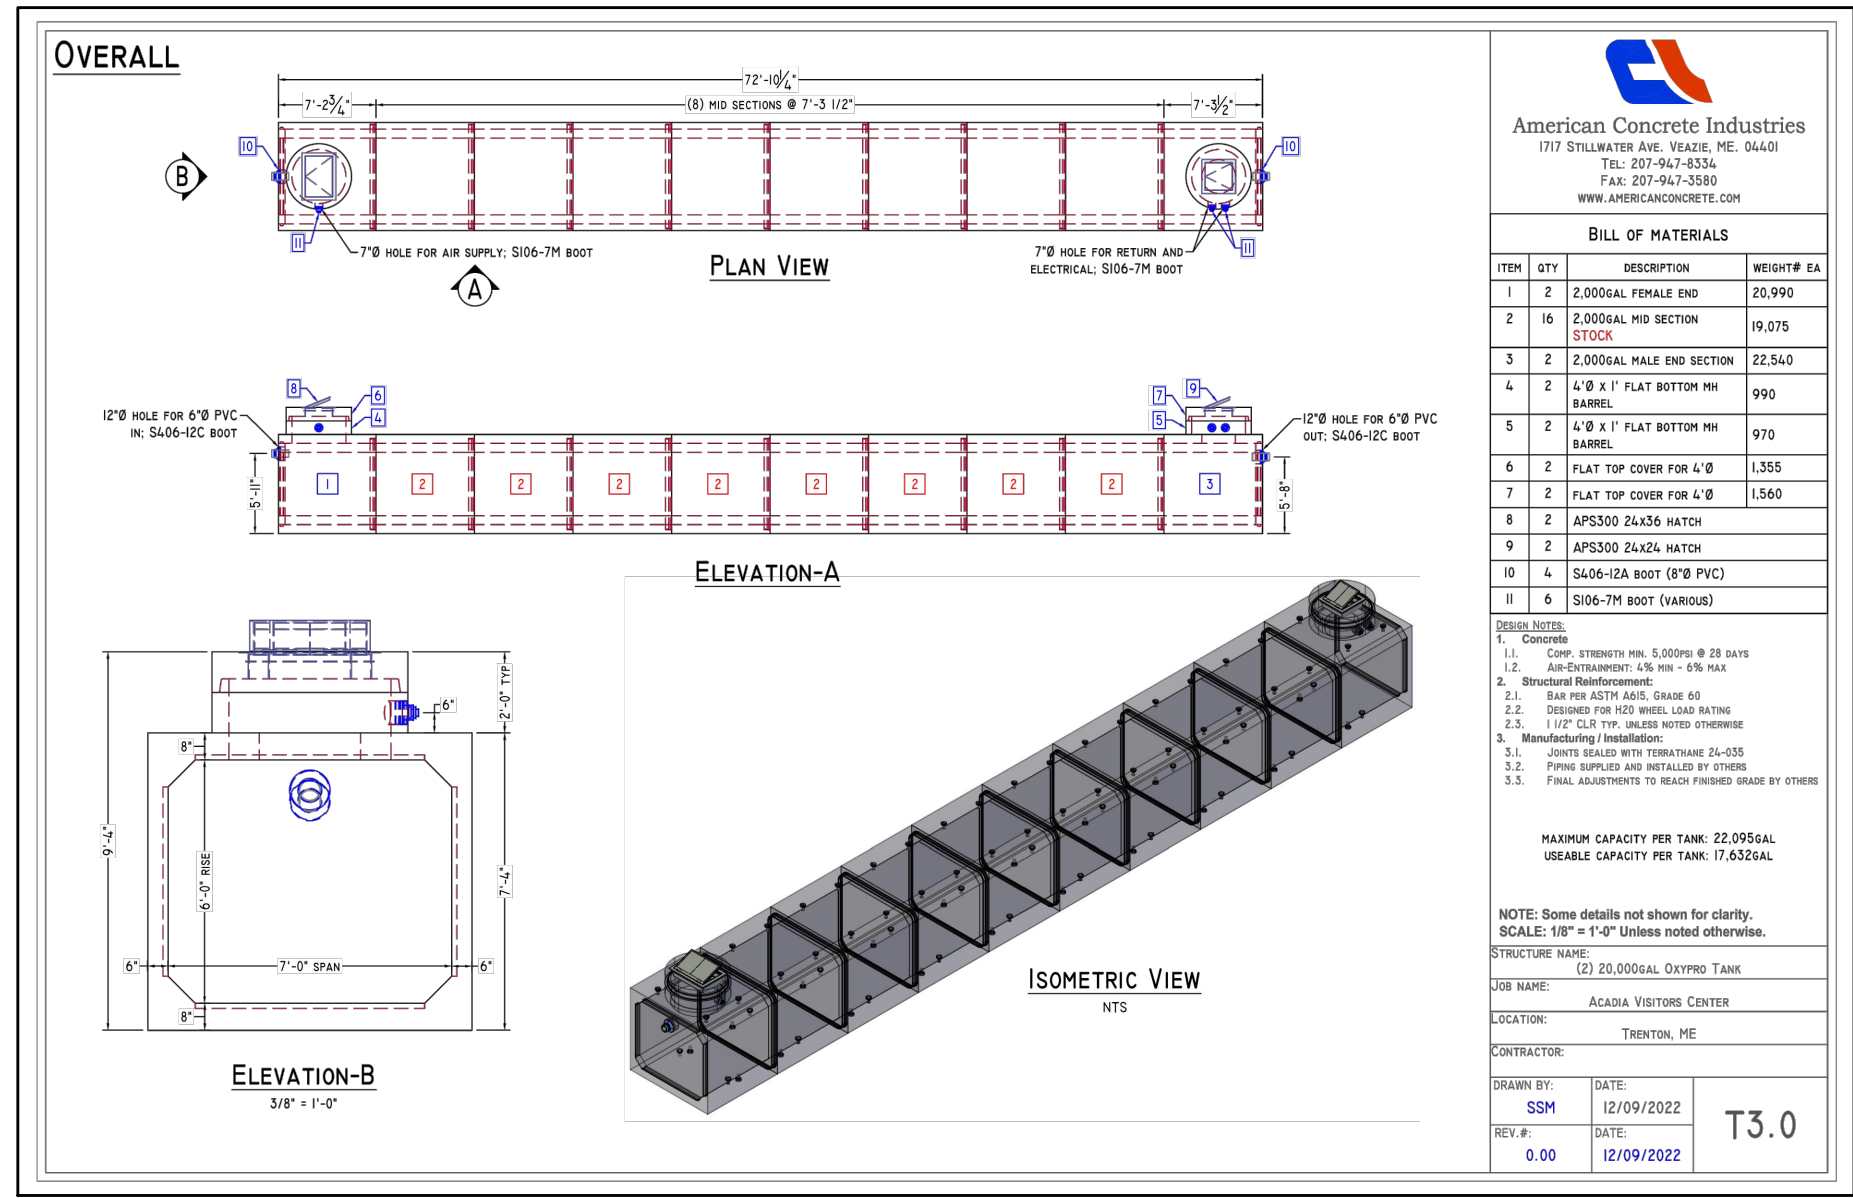 OVERALL
72'-10¼"
7'-2¾"
(8) MID SECTIONS @ 7'-3 1/2"
7'-3½"
10
10
B
11
7"Ø HOLE FOR AIR SUPPLY; S106-7M BOOT
7"Ø HOLE FOR RETURN AND
ELECTRICAL; S106-7M BOOT
11
A
PLAN VIEW
8
6
4
7
9
5
12"Ø HOLE FOR 6"Ø PVC
IN; S406-12C BOOT
12"Ø HOLE FOR 6"Ø PVC
OUT; S406-12C BOOT
5'-11"
1
2
2
2
2
2
2
2
2
3
5'-8"
ELEVATION-A
9'-4"
8"
6"
2'-0" TYP
6'-0" RISE
7'-4"
6"
7'-0" SPAN
6"
8"
ELEVATION-B
3/8" = 1'-0"
ISOMETRIC VIEW
NTS
American Concrete Industries
1717 STILLWATER AVE. VEAZIE, ME. 04401
TEL: 207-947-8334
FAX: 207-947-3580
WWW.AMERICANCONCRETE.COM
BILL OF MATERIALS
ITEM QTY DESCRIPTION WEIGHT# EA
1 2 2,000GAL FEMALE END 20,990
2 16 2,000GAL MID SECTION
STOCK 19,075
3 2 2,000GAL MALE END SECTION 22,540
4 2 4'Ø X 1' FLAT BOTTOM MH
BARREL 990
5 2 4'Ø X 1' FLAT BOTTOM MH
BARREL 970
6 2 FLAT TOP COVER FOR 4'Ø 1,355
7 2 FLAT TOP COVER FOR 4'Ø 1,560
8 2 APS300 24X36 HATCH
9 2 APS300 24X24 HATCH
10 4 S406-12A BOOT (8"Ø PVC)
11 6 S106-7M BOOT (VARIOUS)
DESIGN NOTES:
1. Concrete
1.1. COMP. STRENGTH MIN. 5,000PSI @ 28 DAYS
1.2. AIR-ENTRAINMENT: 4% MIN - 6% MAX
2. Structural Reinforcement:
2.1. BAR PER ASTM A615, GRADE 60
2.2. DESIGNED FOR H20 WHEEL LOAD RATING
2.3. 1 1/2" CLR TYP. UNLESS NOTED OTHERWISE
3. Manufacturing / Installation:
3.1. JOINTS SEALED WITH TERRATHANE 24-035
3.2. PIPING SUPPLIED AND INSTALLED BY OTHERS
3.3. FINAL ADJUSTMENTS TO REACH FINISHED GRADE BY OTHERS
MAXIMUM CAPACITY PER TANK: 22,095GAL
USEABLE CAPACITY PER TANK: 17,632GAL
NOTE: Some details not shown for clarity.
SCALE: 1/8" = 1'-0" Unless noted otherwise.
STRUCTURE NAME:
(2) 20,000GAL OXYPRO TANK
JOB NAME:
ACADIA VISITORS CENTER
LOCATION:
TRENTON, ME
CONTRACTOR:
DRAWN BY:
SSM
DATE:
12/09/2022
REV.#:
0.00
DATE:
12/09/2022
T3.0